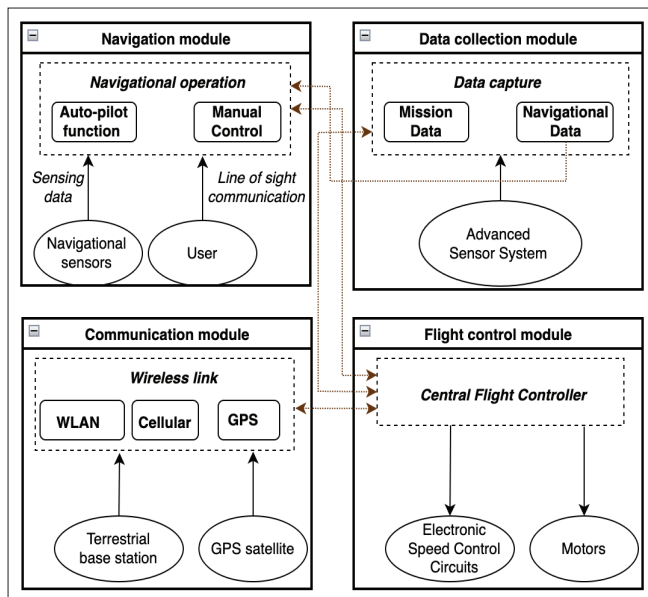 Navigation module
Navigational operation
Auto-pilot
function
Manual
Control
Sensing
data
Line of sight
communication
Navigational
sensors
User
Data collection module
Data capture
Mission
Data
Navigational
Data
Advanced
Sensor System
Communication module
Wireless link
WLAN
Cellular
GPS
Terrestrial
base station
GPS satellite
Flight control module
Central Flight Controller
Electronic
Speed Control
Circuits
Motors